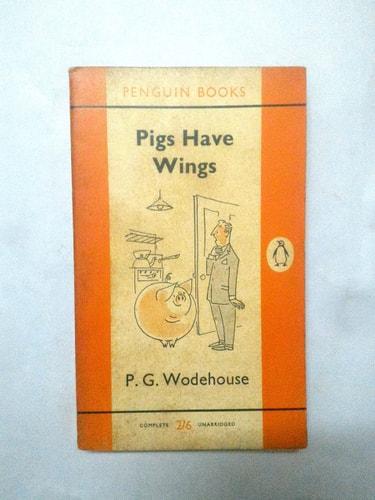 PENGUIN BOOKS
Pigs Have
Wings
P. G. Wodehouse
COMPLETE 2/6 UNABRIDGED